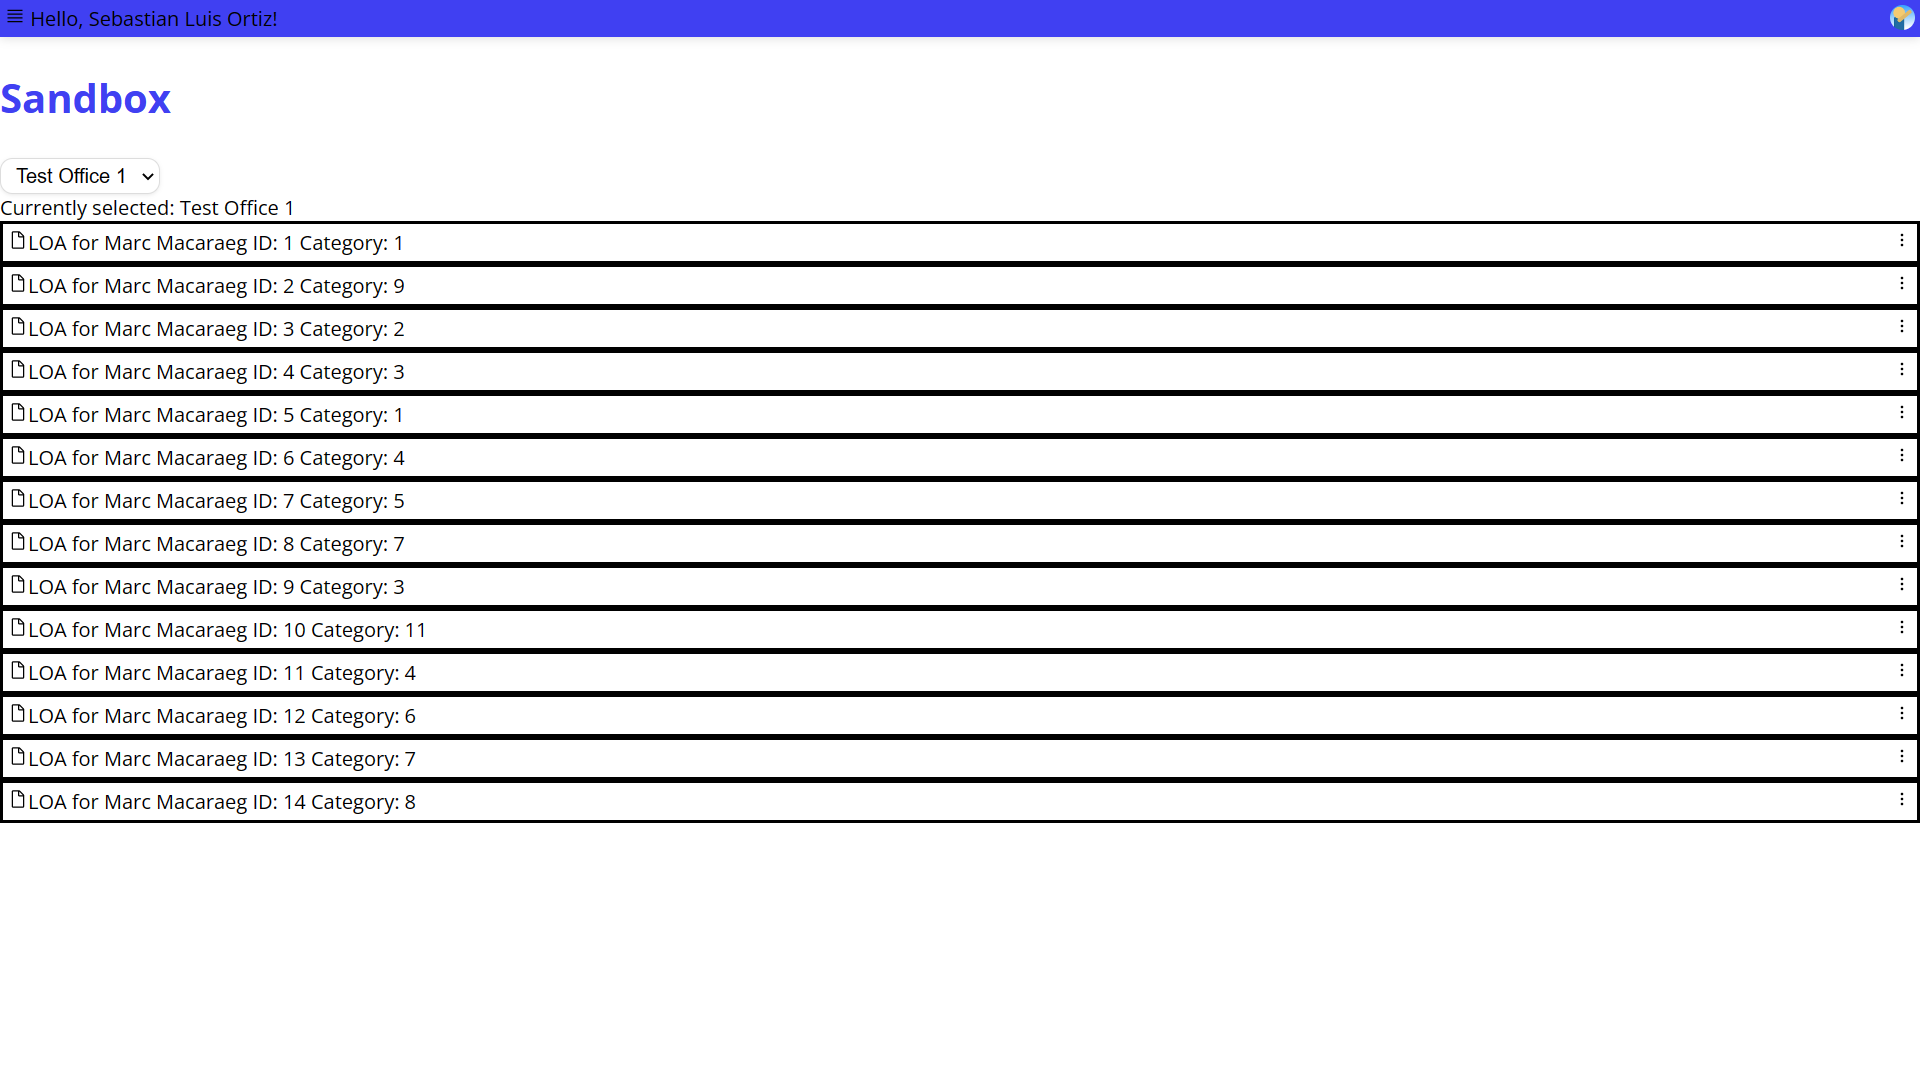 Hello, Sebastian Luis Ortiz!
Sandbox
Test Office 1
Currently selected: Test Office 1
LOA for Marc Macaraeg ID: 1 Category: 1
LOA for Marc Macaraeg ID: 2 Category: 9
LOA for Marc Macaraeg ID: 3 Category: 2
LOA for Marc Macaraeg ID: 4 Category: 3
LOA for Marc Macaraeg ID: 5 Category: 1
LOA for Marc Macaraeg ID: 6 Category: 4
LOA for Marc Macaraeg ID: 7 Category: 5
LOA for Marc Macaraeg ID: 8 Category: 7
LOA for Marc Macaraeg ID: 9 Category: 3
LOA for Marc Macaraeg ID: 10 Category: 11
LOA for Marc Macaraeg ID: 11 Category: 4
LOA for Marc Macaraeg ID: 12 Category: 6
LOA for Marc Macaraeg ID: 13 Category: 7
LOA for Marc Macaraeg ID: 14 Category: 8